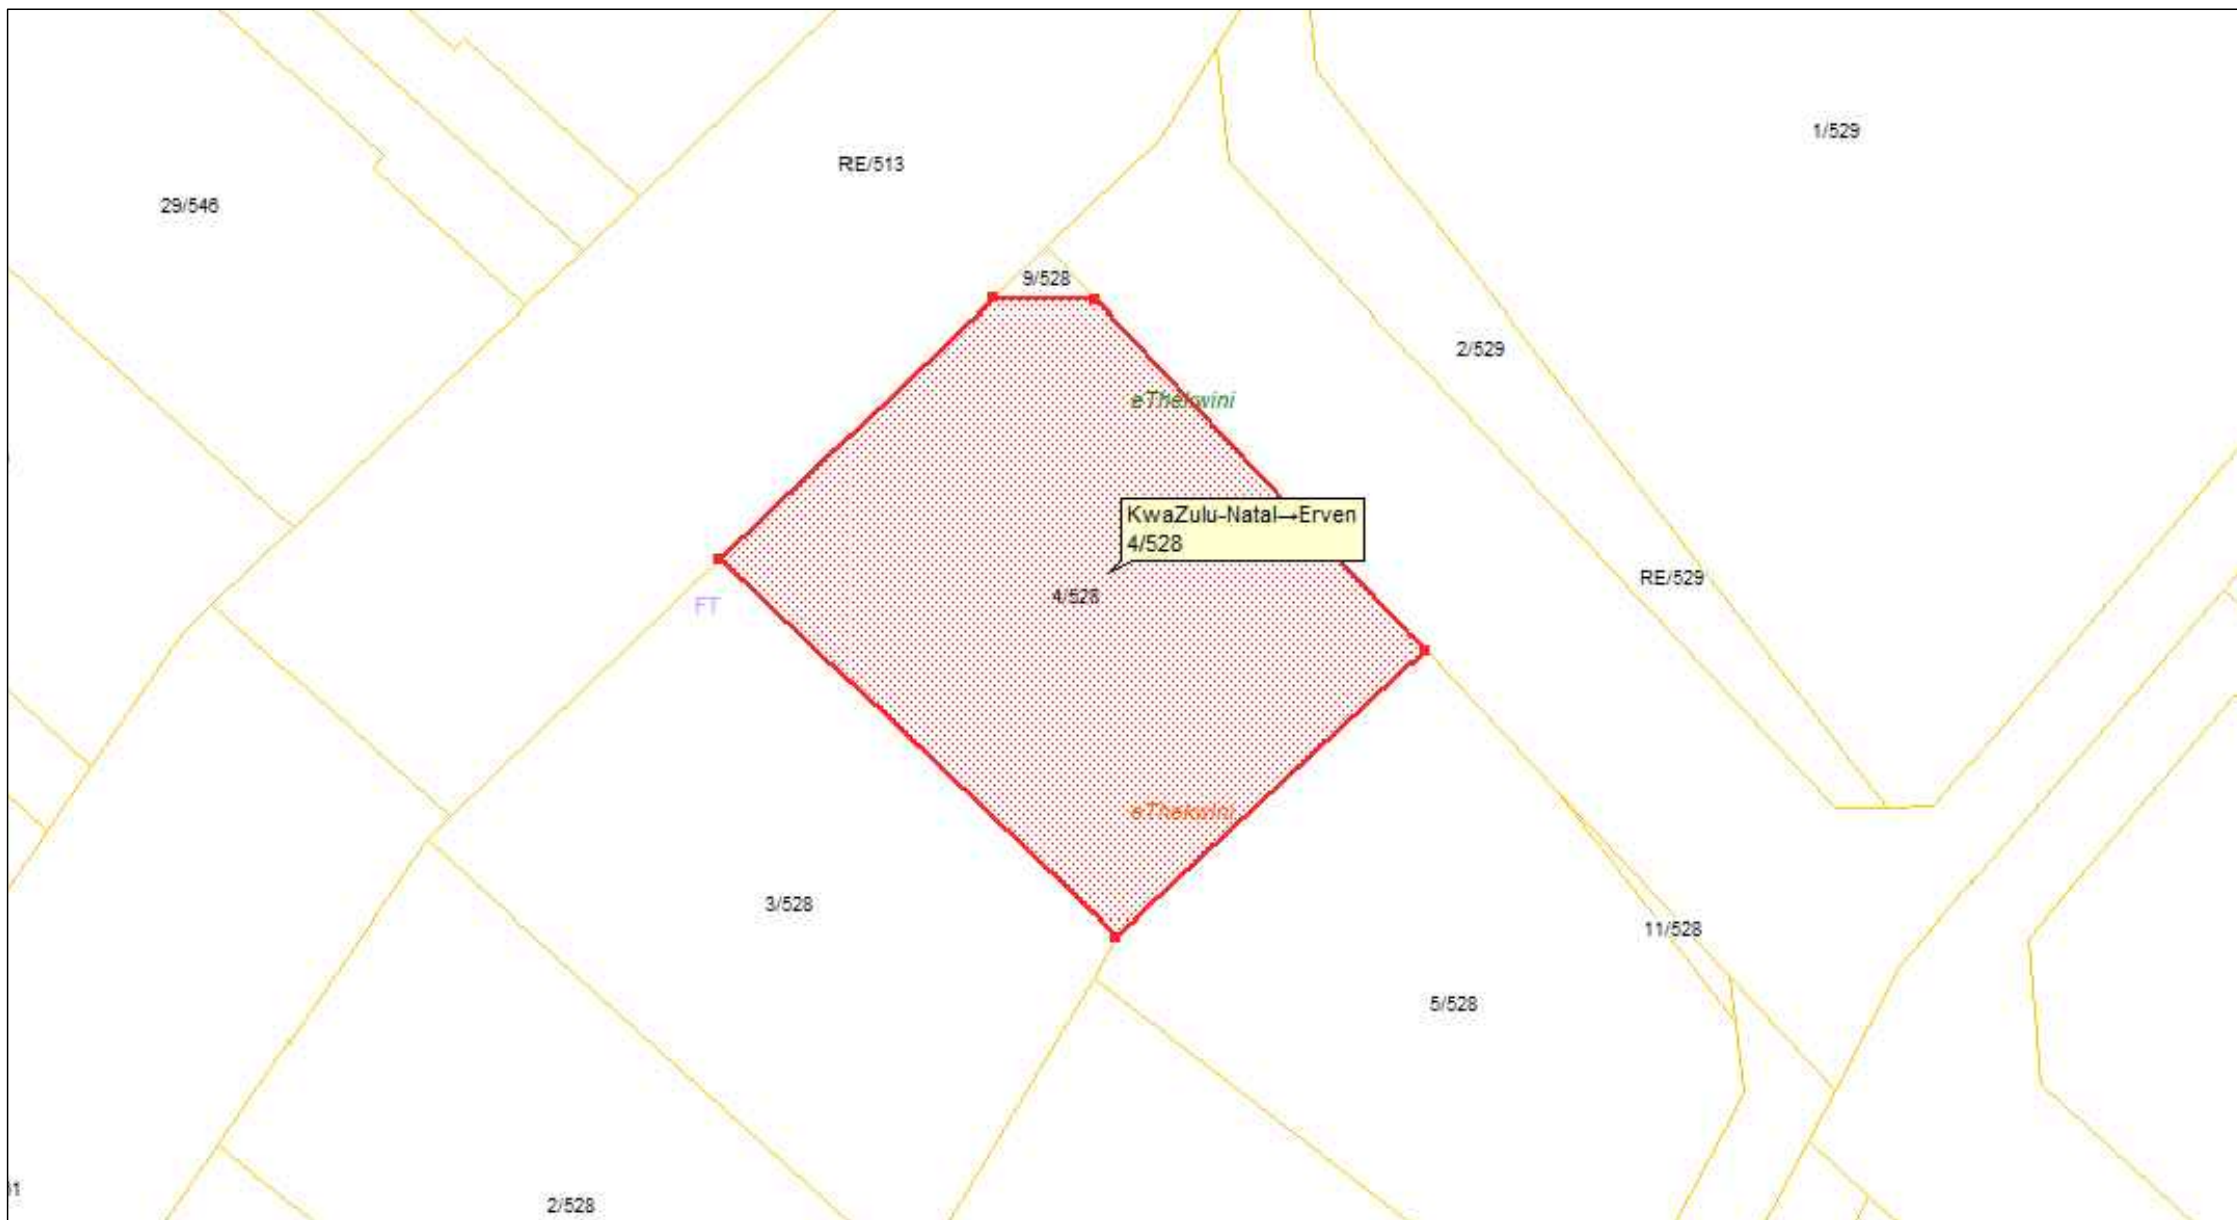 1/529
RE/513
29/546
9/528
2/529
eThekwini
KwaZulu-Natal→Erven
4/528
RE/529
4/528
FT
eThekwini
3/528
11/528
5/528
2/528